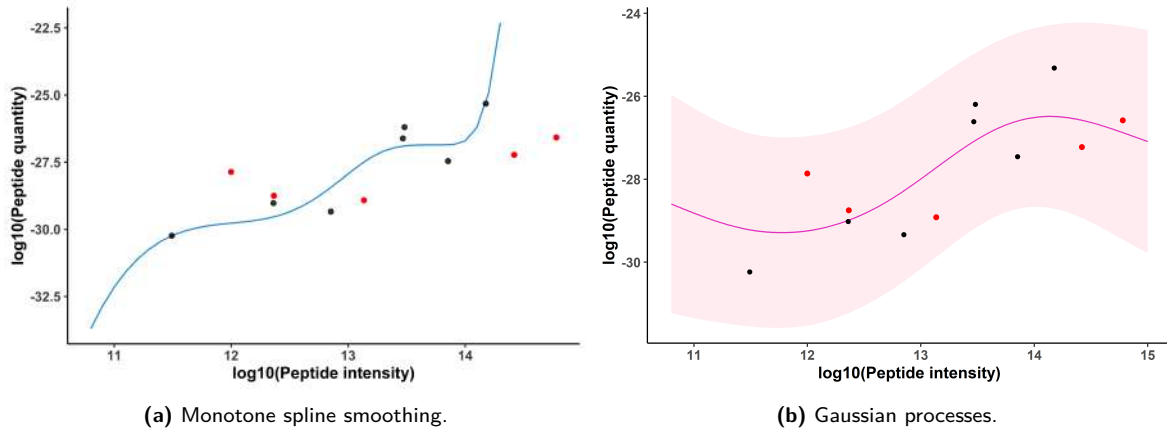 -22.5
-25.0
-27.5
-30.0
-32.5
log10(Peptide quantity)
11 12 13 14
log10(Peptide intensity)
(a) Monotone spline smoothing.
-24
-26
-28
-30
log10(Peptide quantity)
11 12 13 14 15
log10(Peptide intensity)
(b) Gaussian processes.